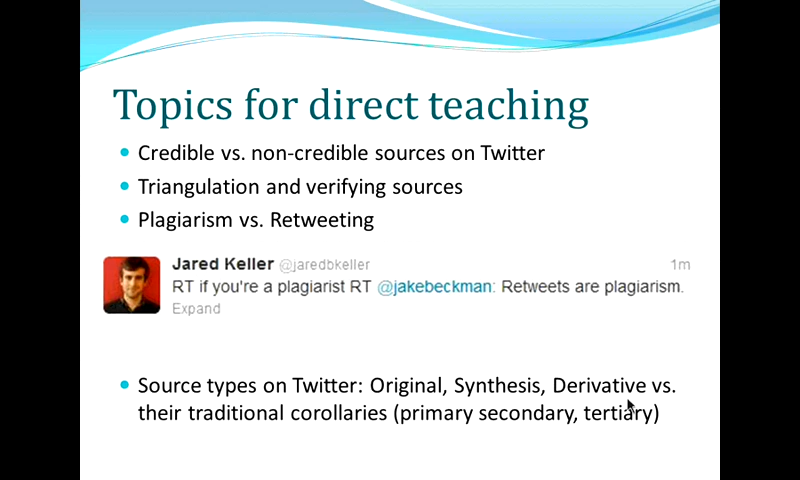 Topics for direct teaching
Credible vs. non-credible sources on Twitter
Triangulation and verifying sources
Plagiarism vs. Retweeting
Jared Keller @jaredbkeller 1m
RT if you're a plagiarist RT @jakebeckman: Retweets are plagiarism.
Expand
Source types on Twitter: Original, Synthesis, Derivative vs.
their traditional corollaries (primary secondary, tertiary)